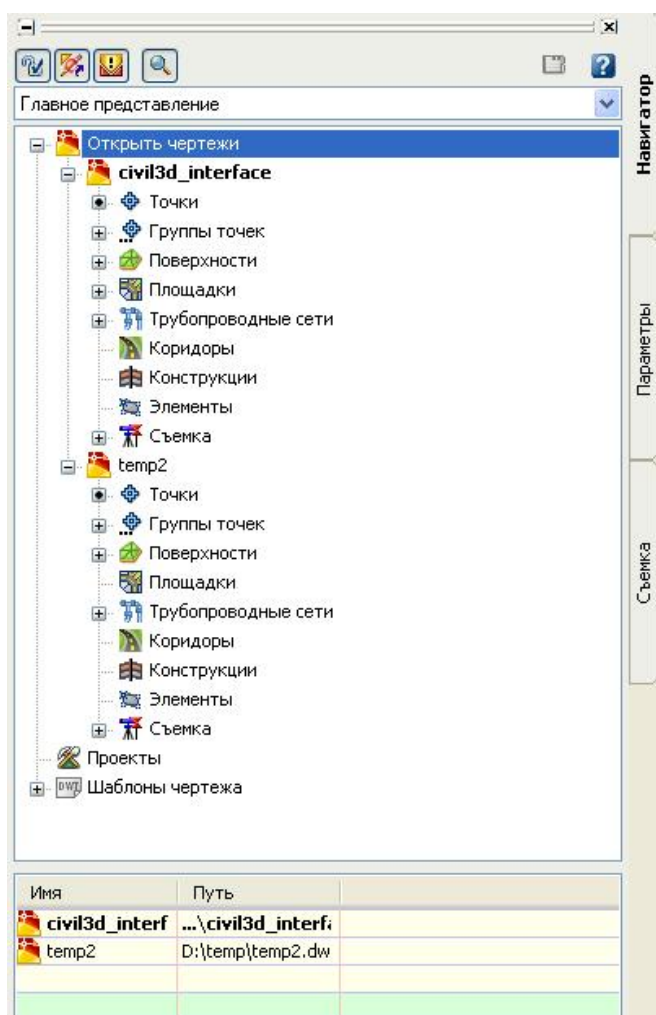 Главное представление
Открыть чертежи
civil3d_interface
Точки
Группы точек
Поверхности
Площадки
Трубопроводные сети
Коридоры
Конструкции
Элементы
Съемка
temp2
Точки
Группы точек
Поверхности
Площадки
Трубопроводные сети
Коридоры
Конструкции
Элементы
Съемка
Проекты
DWT Шаблоны чертежа
Имя Путь
civil3d_interf ...\civil3d_interfa
temp2 D:\temp\temp2.dw
Навигатор
Параметры
Съемка